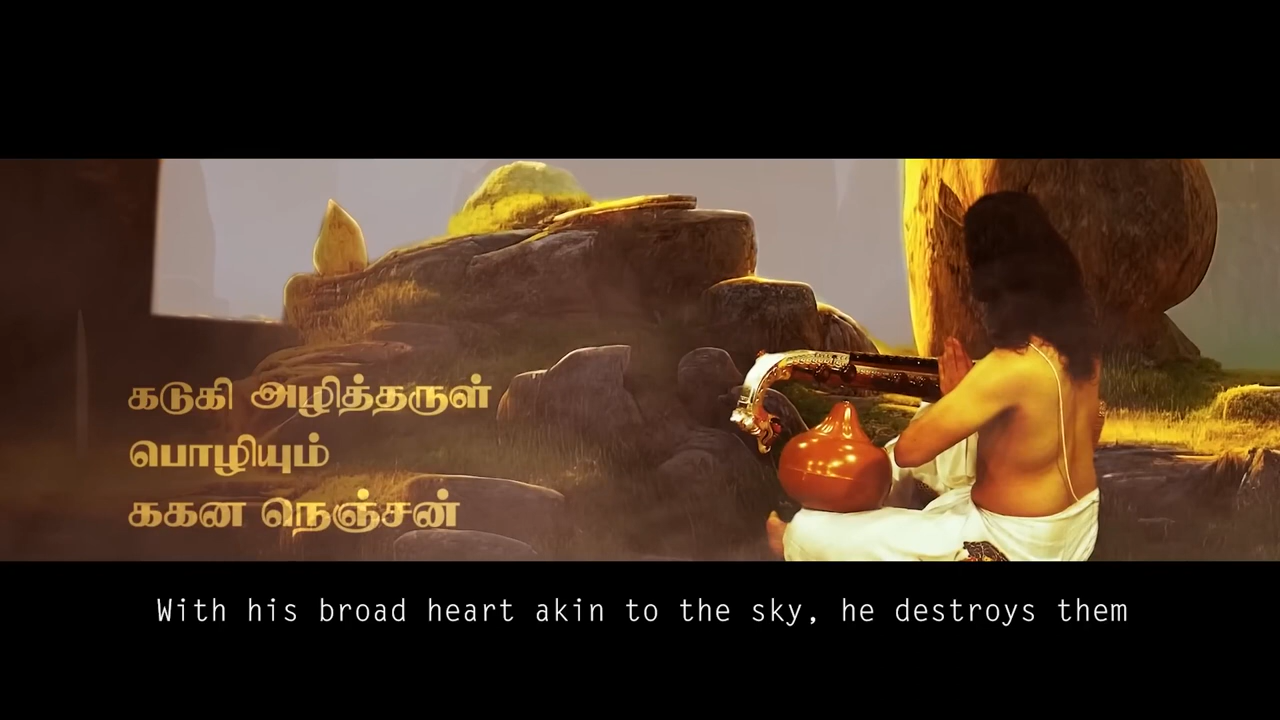 கடுகி அழித்தருள்
பொழியும்
ககன நெஞ்சன்
With his broad heart akin to the sky, he destroys them